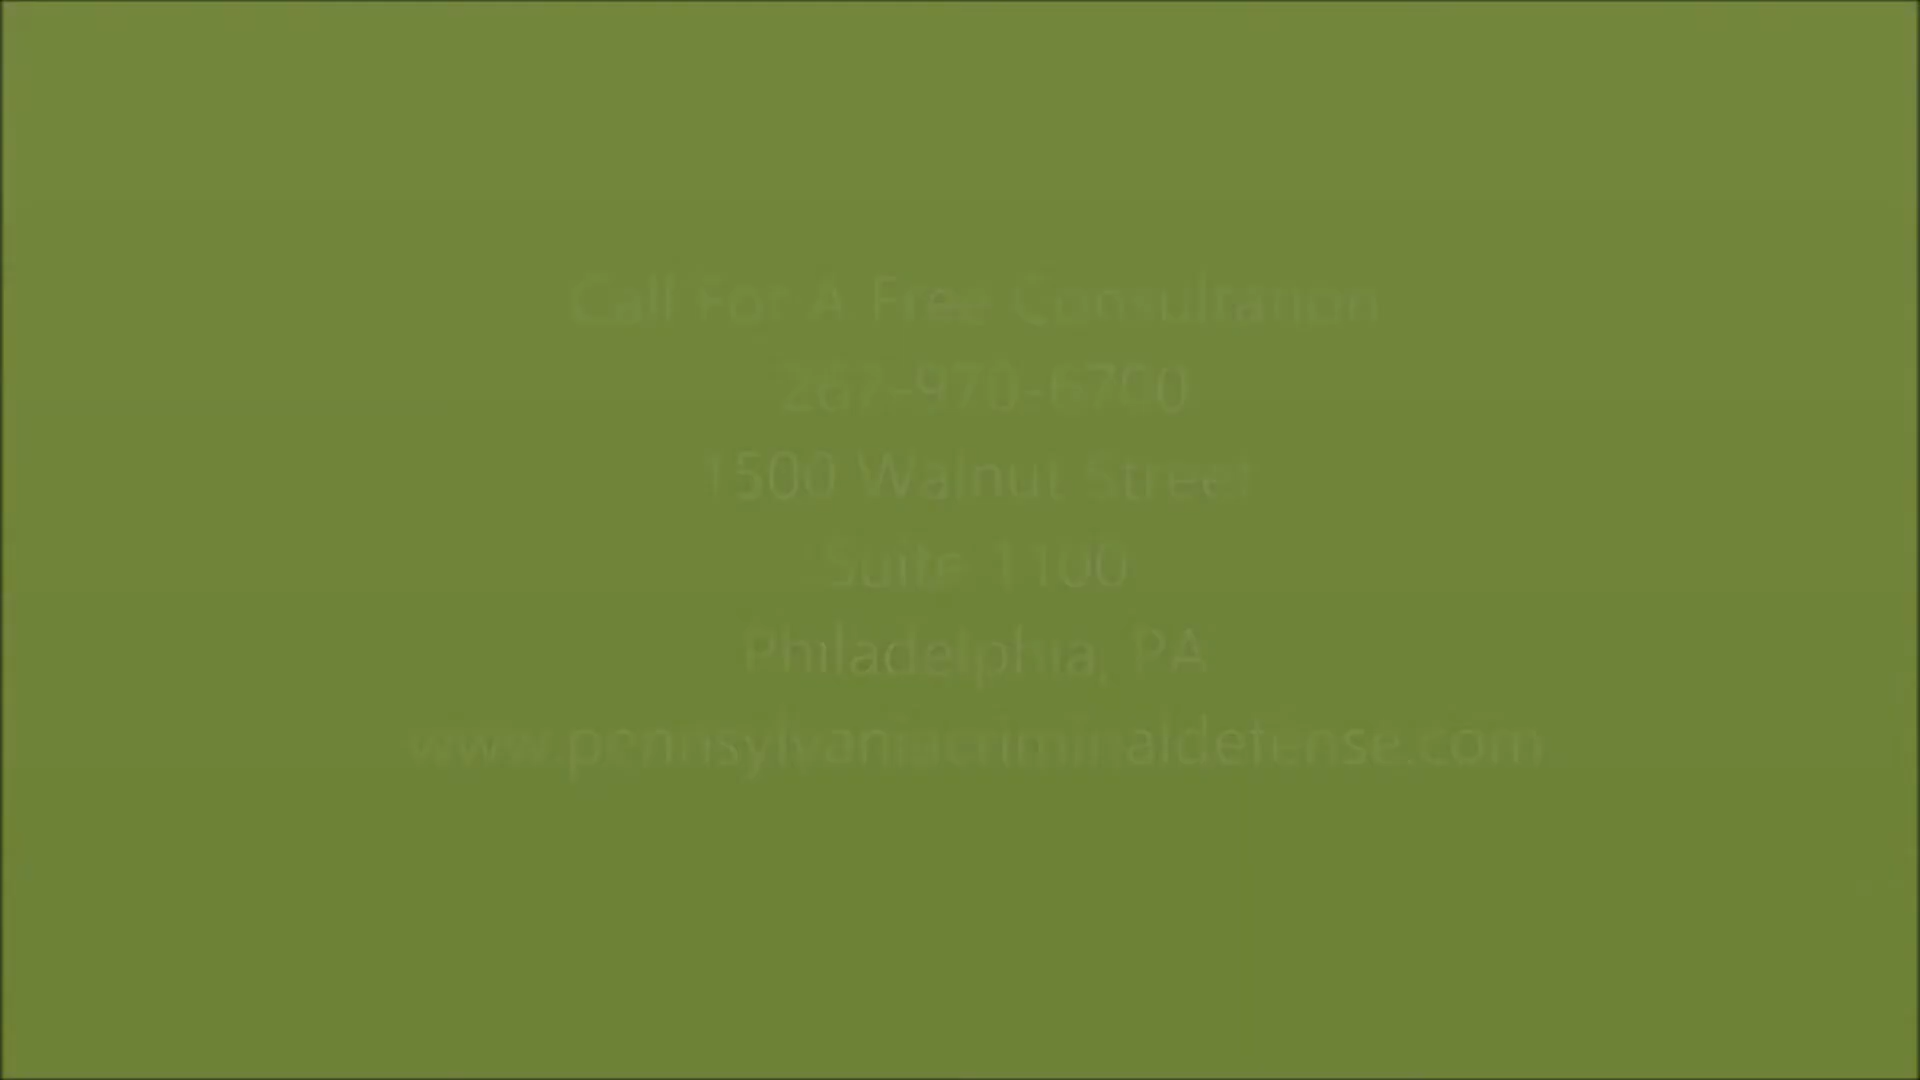 Call For A Free Consultation
267-970-6700
1500 Walnut Street
Suite 1100
Philadelphia, PA
www.pennsylvaniacriminaldefense.com